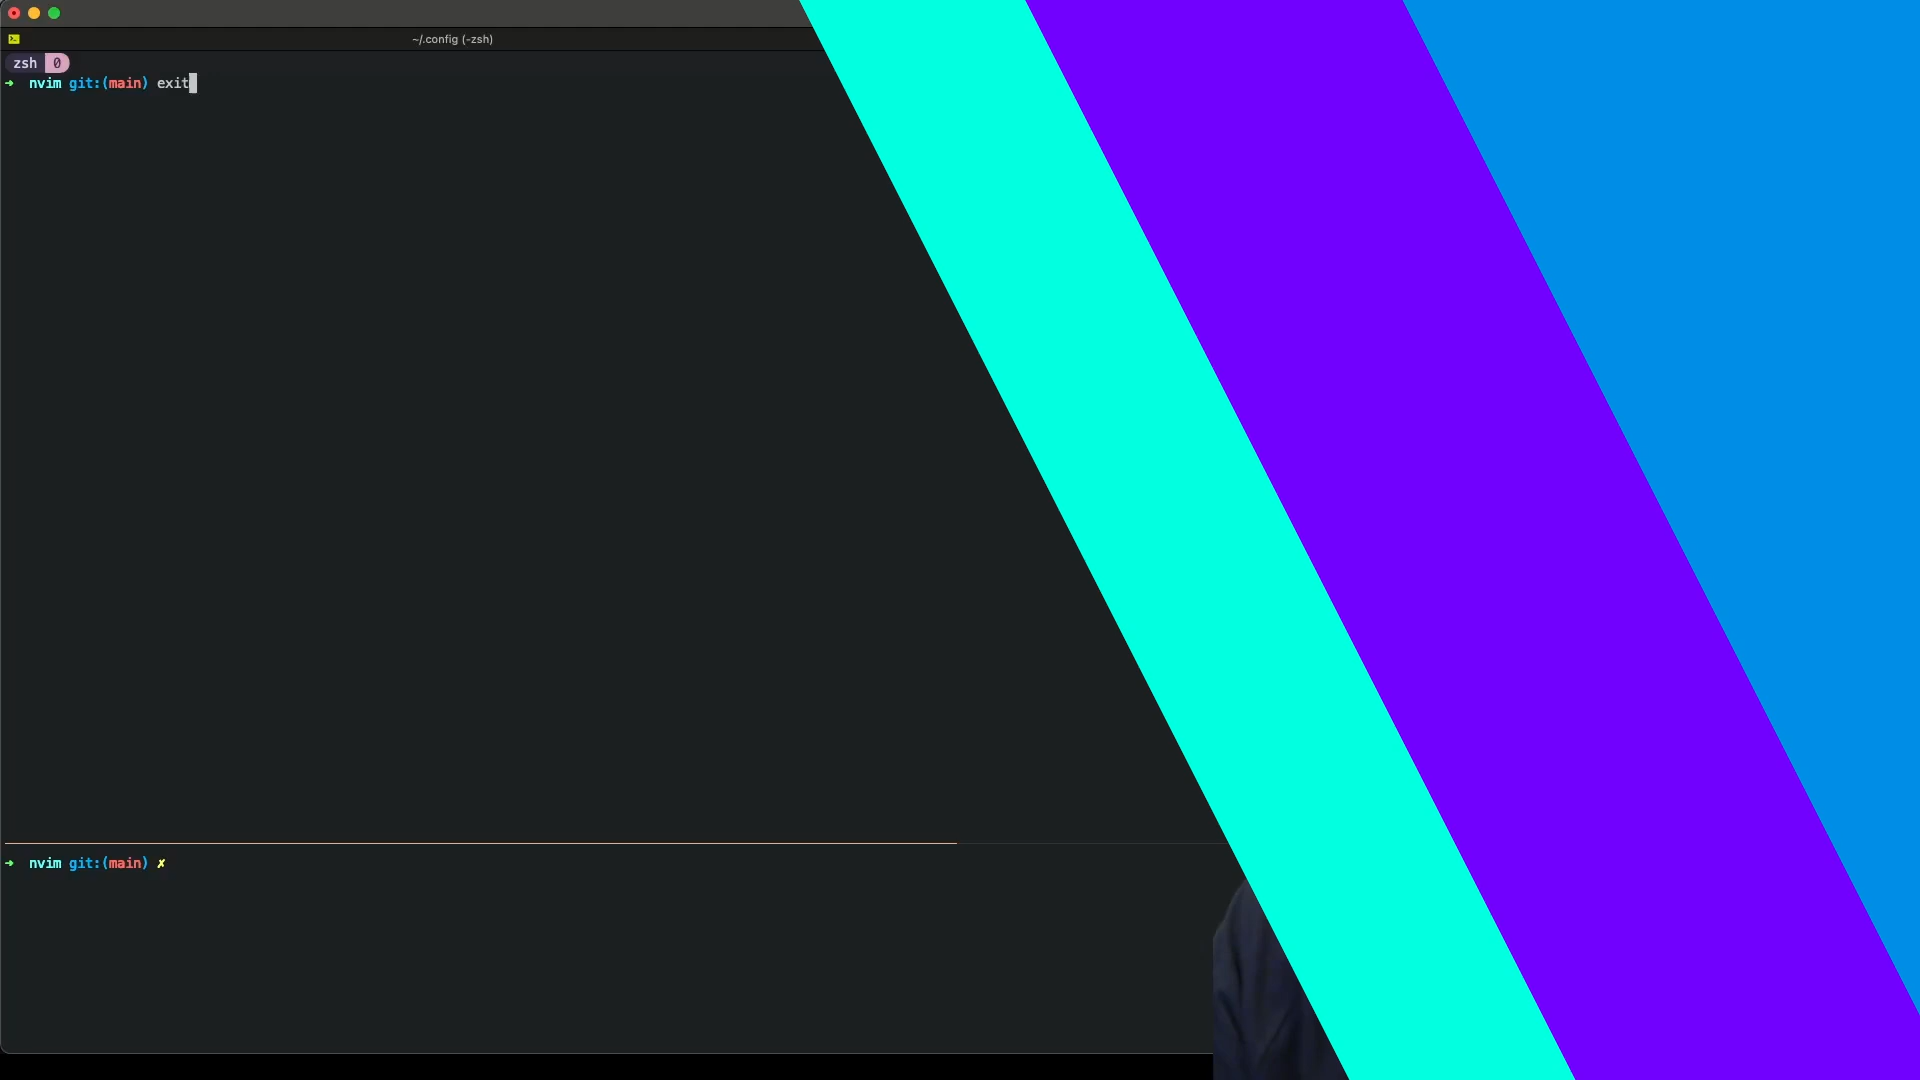 ~/.config (-zsh)
zsh 0
➜ nvim git:(main) exit
➜ nvim git:(main) ✗